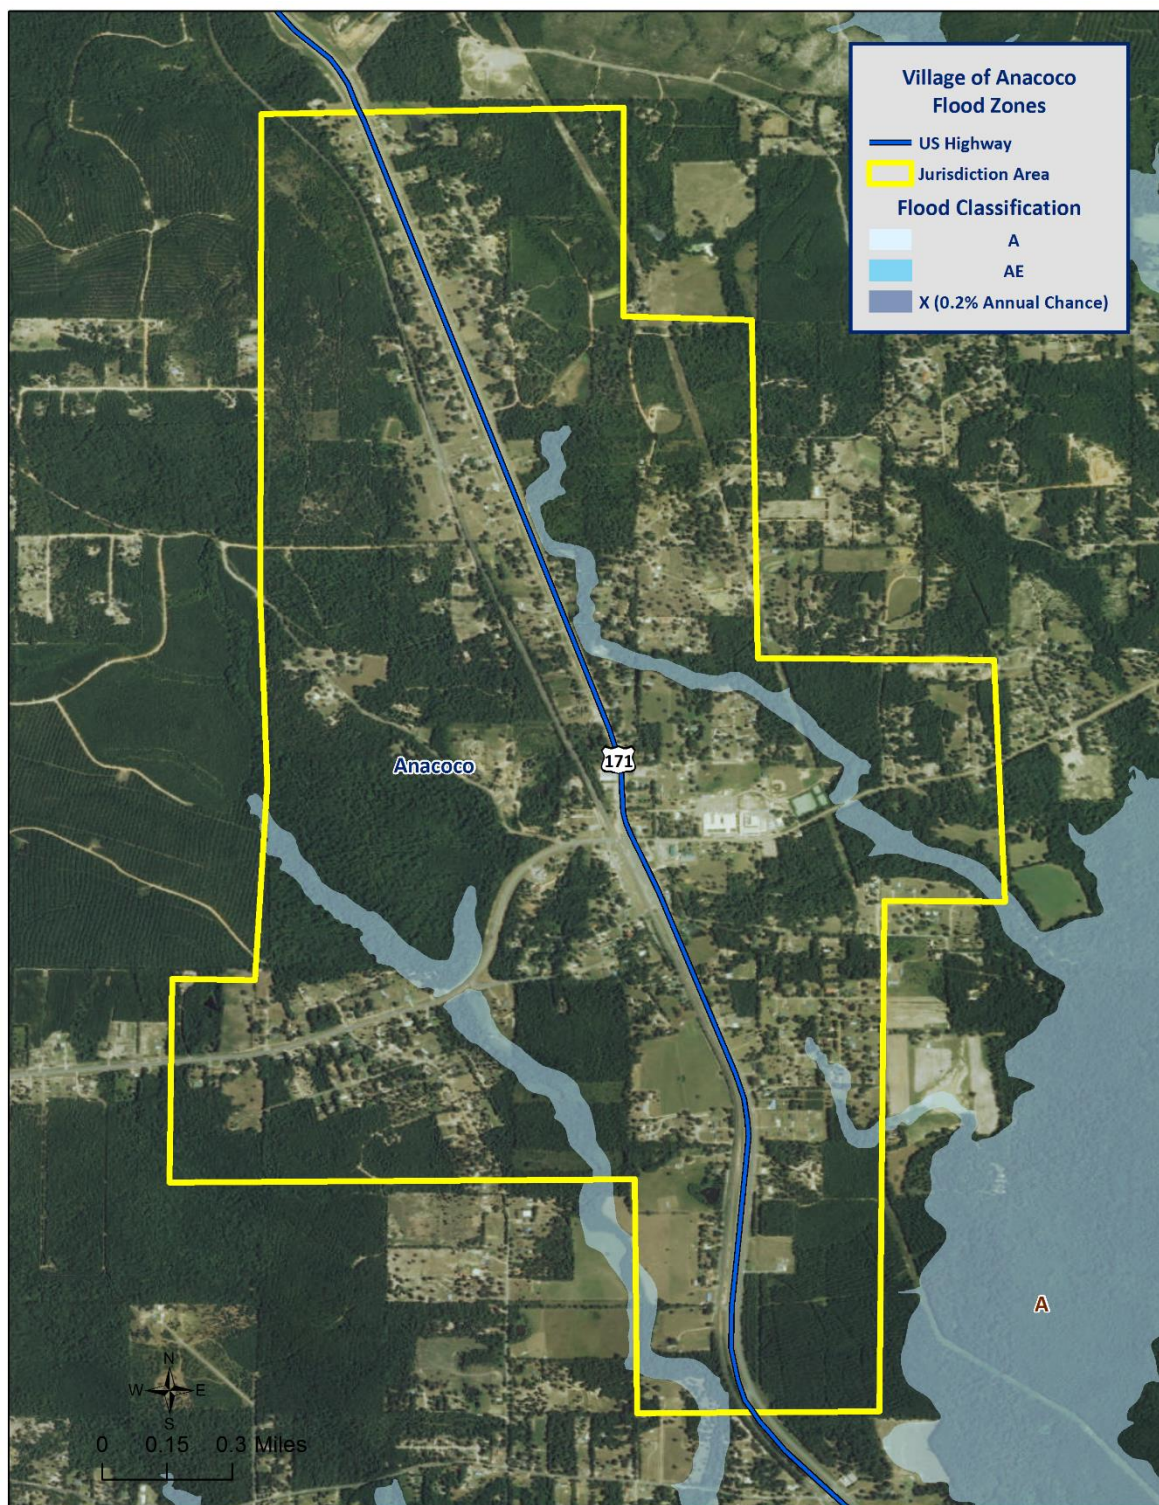 Village of Anacoco
Flood Zones
US Highway
Jurisdiction Area
Flood Classification
A
AE
X (0.2% Annual Chance)
171
Anacoco
A
N
W E
S
0 0.15 0.3 Miles